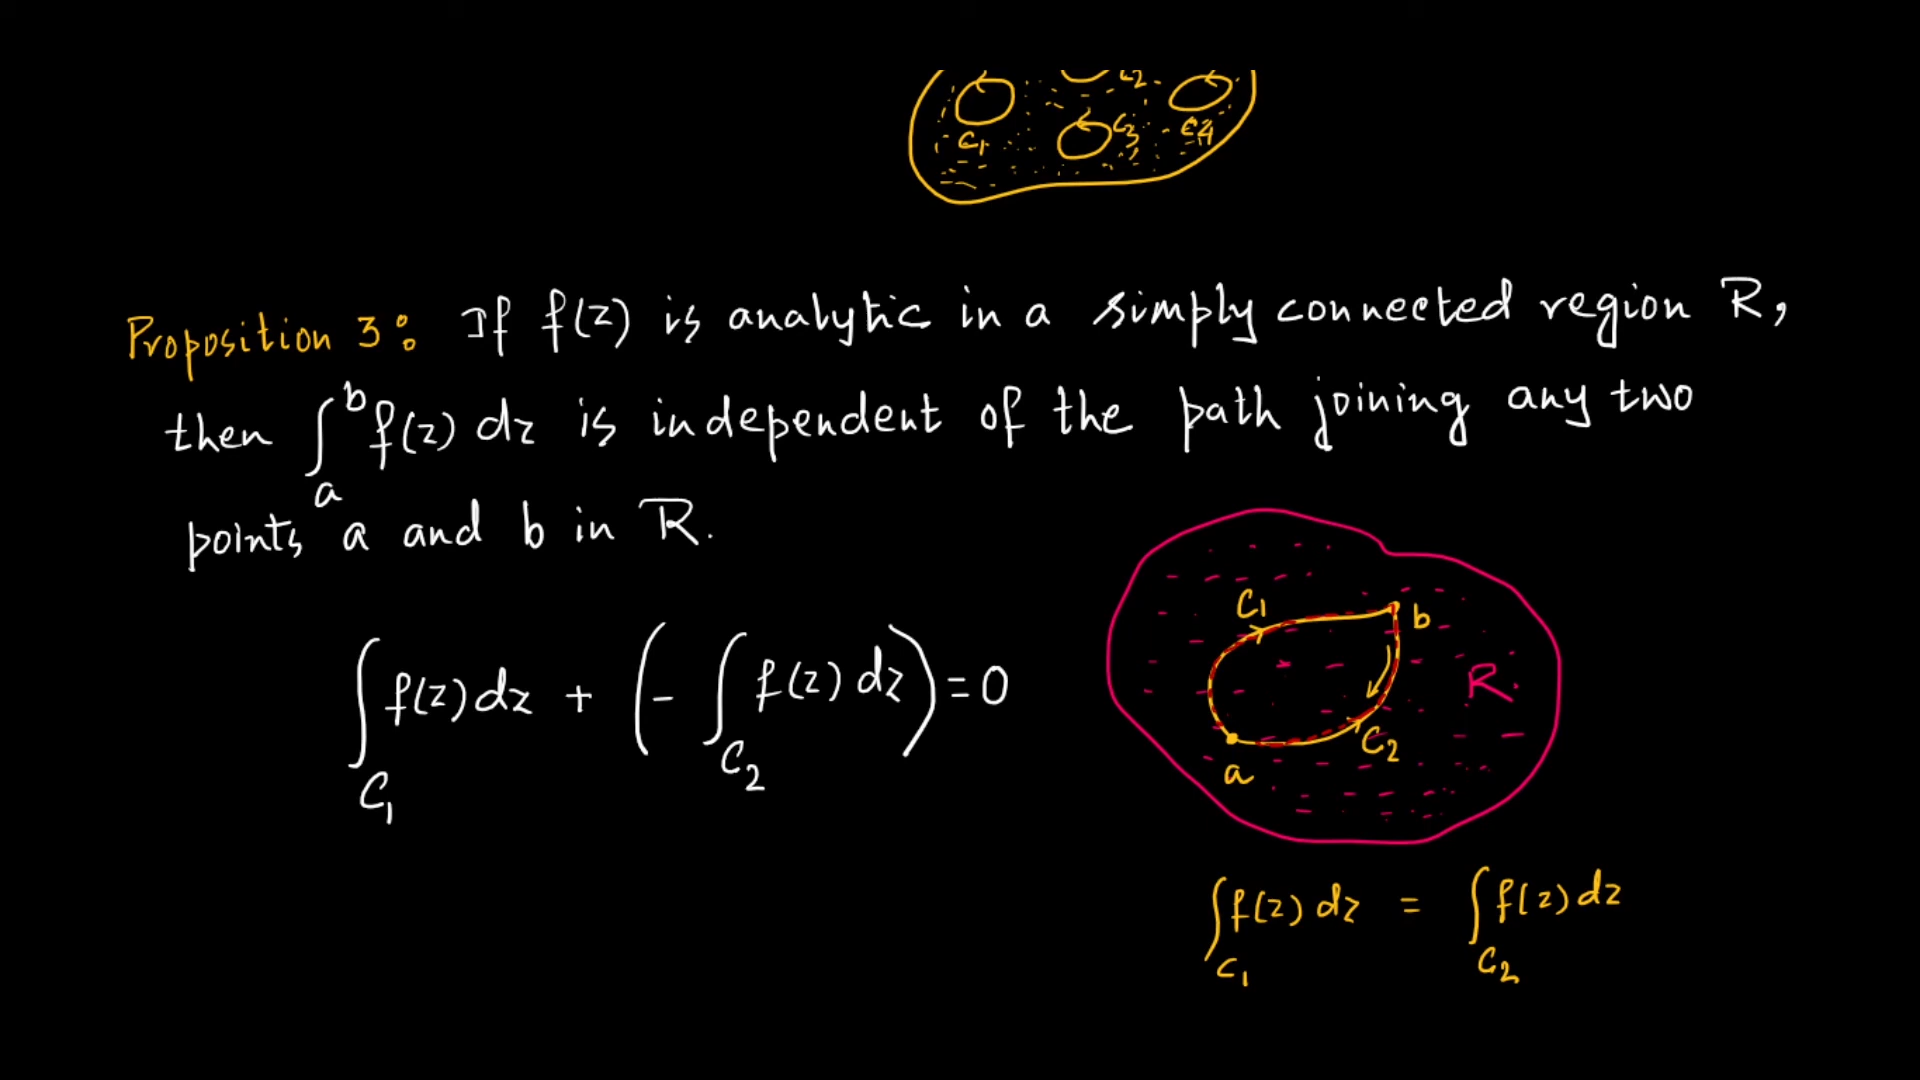 C2
C1 C3 C4
Proposition 3: If f(z) is analytic in a simply connected region R,
then ∫_a^b f(z) dz is independent of the path joining any two
points a and b in R.
∫_{C1} f(z) dz + (- ∫_{C2} f(z) dz) = 0
C1
b
R
C2
a
∫_{C1} f(z) dz = ∫_{C2} f(z) dz